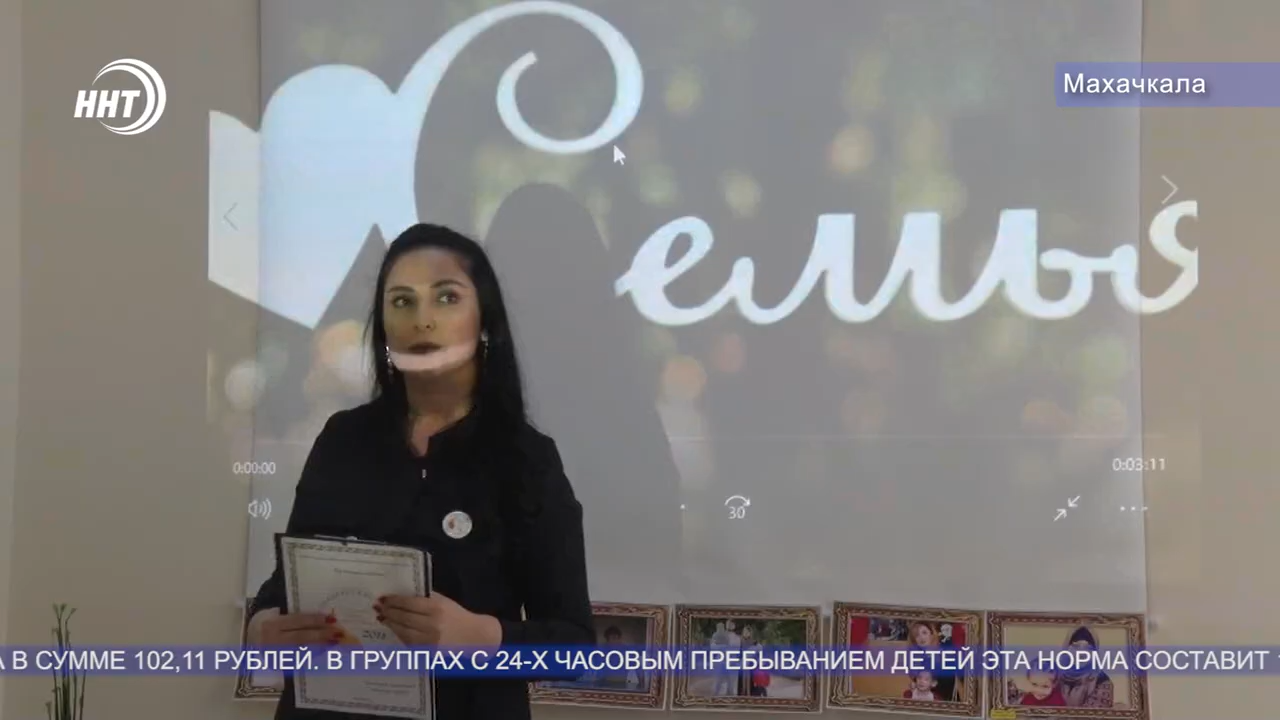 ННТ
Махачкала
Семья
0:00:00
0:03:11
30
2018
А В СУММЕ 102,11 РУБЛЕЙ. В ГРУППАХ С 24-Х ЧАСОВЫМ ПРЕБЫВАНИЕМ ДЕТЕЙ ЭТА НОРМА СОСТАВИТ